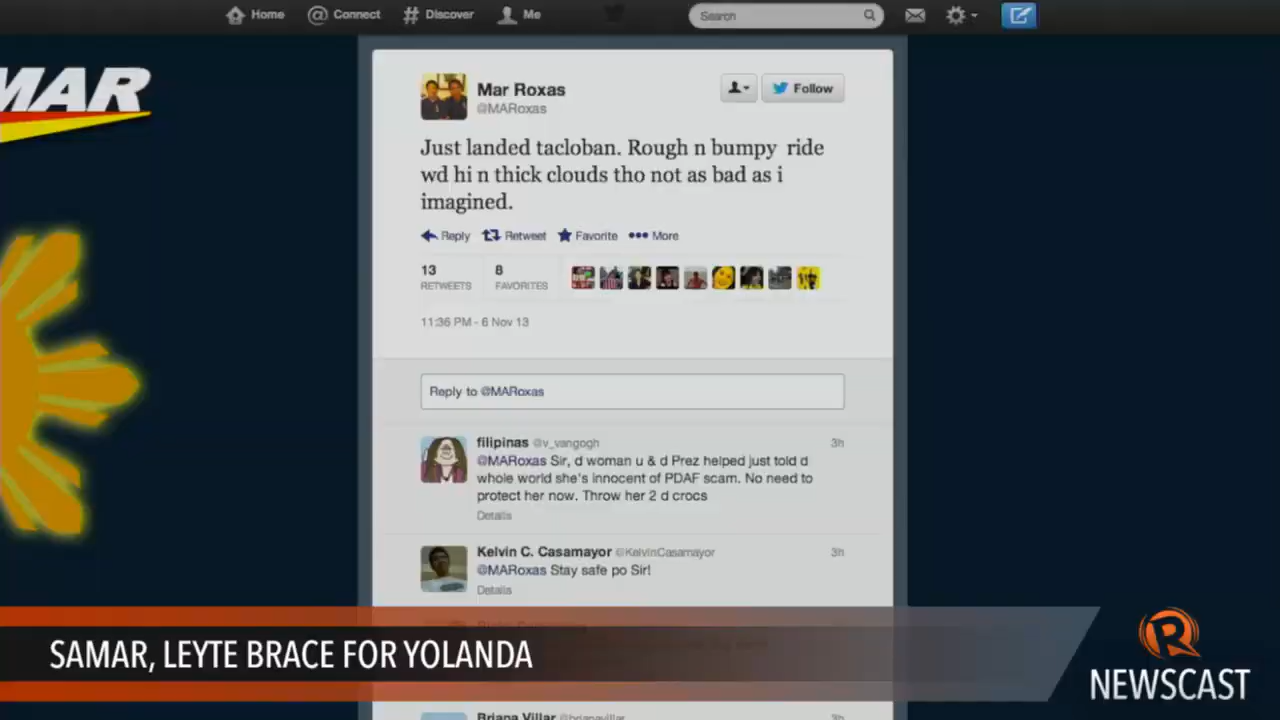 Home
Connect
Discover
Me
Search
MAR
Mar Roxas
@MARoxas
Follow
Just landed tacloban. Rough n bumpy ride
wd hi n thick clouds tho not as bad as i
imagined.
Reply
Retweet
Favorite
More
13
RETWEETS
8
FAVORITES
11:36 PM - 6 Nov 13
Reply to @MARoxas
filipinas @v_vangogh 3h
@MARoxas Sir, d woman u & d Prez helped just told d
whole world she's innocent of PDAF scam. No need to
protect her now. Throw her 2 d crocs
Details
Kelvin C. Casamayor @KelvinCasamayor 3h
@MARoxas Stay safe po Sir!
Details
SAMAR, LEYTE BRACE FOR YOLANDA
R
NEWSCAST
Briana Villar @brianavillar 3h